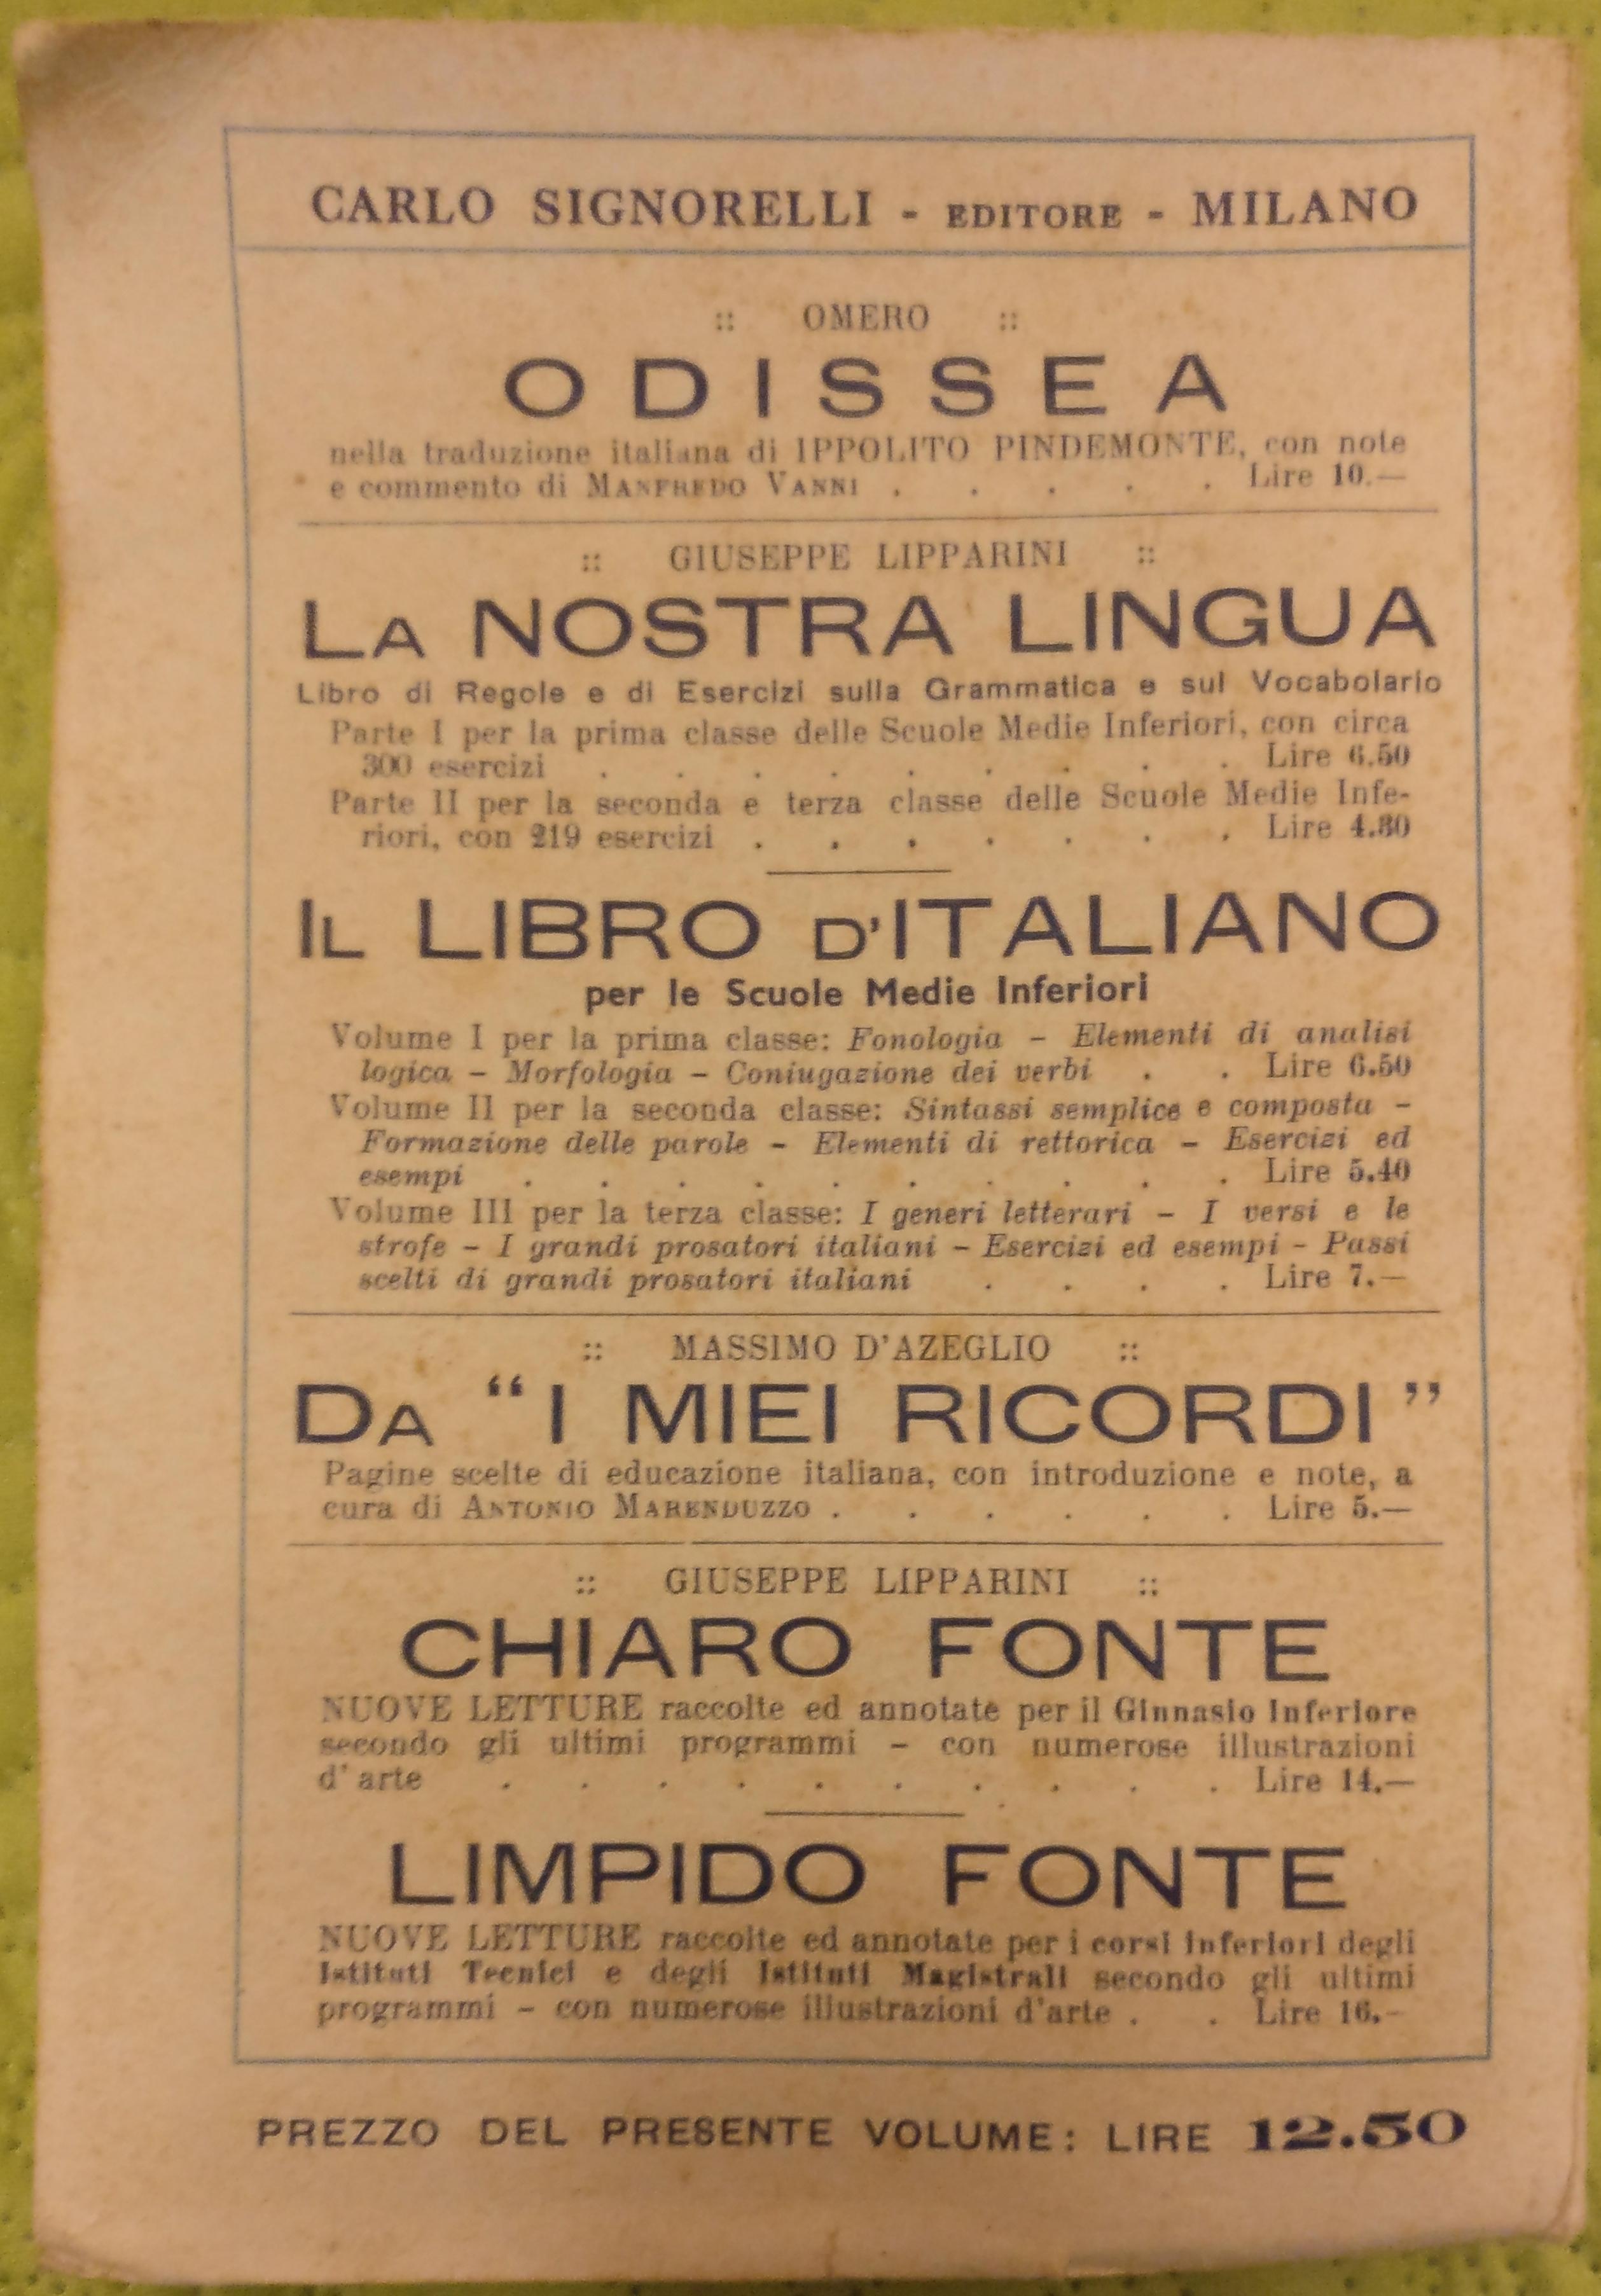 CARLO SIGNORELLI - EDITORE - MILANO
:: OMERO ::
ODISSEA
nella traduzione italiana di IPPOLITO PINDEMONTE, con note
e commento di MANFREDO VANNI . . . . . Lire 10.—
:: GIUSEPPE LIPPARINI ::
LA NOSTRA LINGUA
Libro di Regole e di Esercizi sulla Grammatica e sul Vocabolario
Parte I per la prima classe delle Scuole Medie Inferiori, con circa
300 esercizi . . . . . . . . . Lire 6.50
Parte II per la seconda e terza classe delle Scuole Medie Infe-
riori, con 219 esercizi . . . . . . . Lire 4.80
IL LIBRO D'ITALIANO
per le Scuole Medie Inferiori
Volume I per la prima classe: Fonologia – Elementi di analisi
logica – Morfologia – Coniugazione dei verbi . . Lire 6.50
Volume II per la seconda classe: Sintassi semplice e composta –
Formazione delle parole – Elementi di rettorica – Esercizi ed
esempi . . . . . . . . . . Lire 5.40
Volume III per la terza classe: I generi letterari – I versi e le
strofe – I grandi prosatori italiani – Esercizi ed esempi – Passi
scelti di grandi prosatori italiani . . . . Lire 7.—
:: MASSIMO D'AZEGLIO ::
DA “I MIEI RICORDI”
Pagine scelte di educazione italiana, con introduzione e note, a
cura di ANTONIO MARENDUZZO . . . . . . Lire 5.—
:: GIUSEPPE LIPPARINI ::
CHIARO FONTE
NUOVE LETTURE raccolte ed annotate per il Ginnasio Inferiore
secondo gli ultimi programmi – con numerose illustrazioni
d'arte . . . . . . . . . . Lire 14.—
LIMPIDO FONTE
NUOVE LETTURE raccolte ed annotate per i corsi inferiori degli
Istituti Tecnici e degli Istituti Magistrali secondo gli ultimi
programmi – con numerose illustrazioni d'arte . . Lire 16.—
PREZZO DEL PRESENTE VOLUME: LIRE 12.50